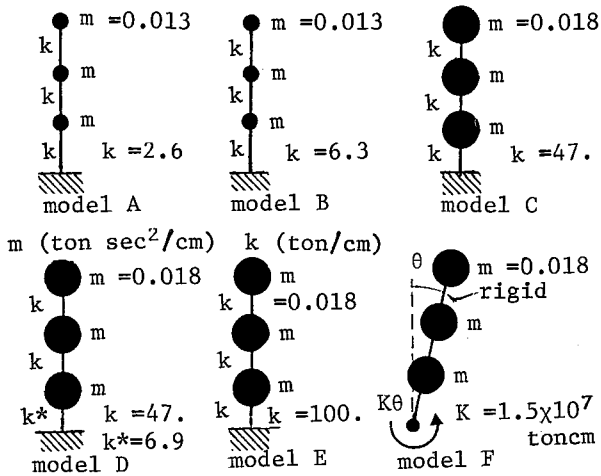 m =0.013
k
m
k
m
k
k =2.6
model A
m =0.013
k
m
k
m
k
k =6.3
model B
m =0.018
k
m
k
m
k
k =47.
model C
m (ton sec²/cm) k (ton/cm)
m =0.018
k
m
k
m
k*
k =47.
k*=6.9
model D
m
k
=0.018
m
k
m
k
k =100.
model E
θ
m =0.018
rigid
m
m
Kθ
K =1.5χ10⁷
toncm
model F